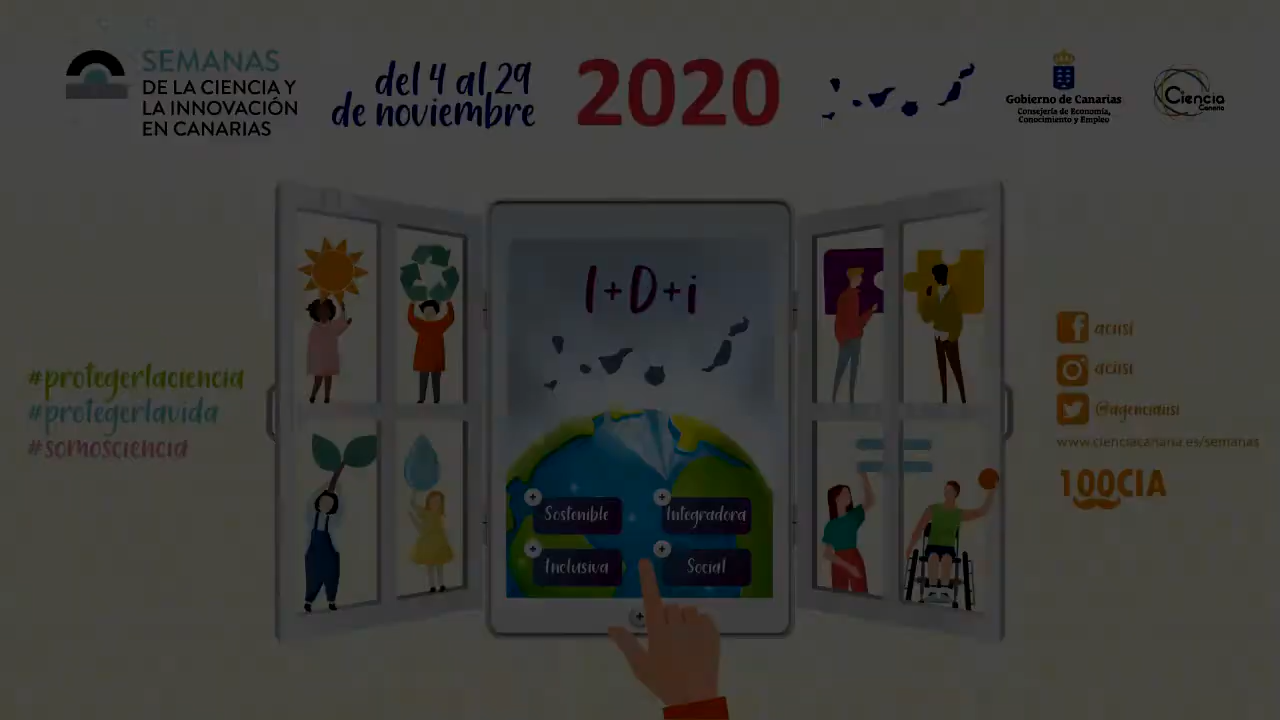 SEMANAS
DE LA CIENCIA Y
LA INNOVACIÓN
EN CANARIAS
del 4 al 29
de noviembre
2020
Gobierno de Canarias
Consejería de Economía,
Conocimiento y Empleo
Ciencia
Canaria
I+D+i
#protegerlaciencia
#protegerlavida
#somosciencia
Sostenible
Integradora
Inclusiva
Social
aciisi
aciisi
@agenciaiisi
www.cienciacanaria.es/semanas
100CIA